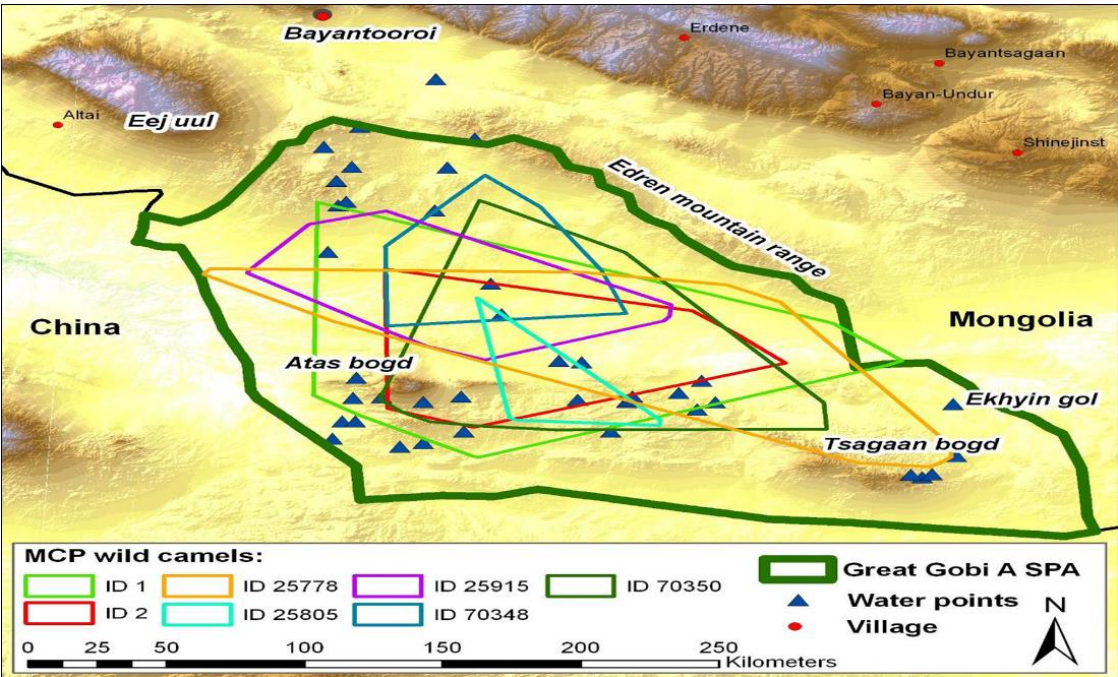 Bayantooroi
Erdene
Bayantsagaan
Bayan-Undur
Altai
Eej uul
Shinejinst
Edren mountain range
China
Mongolia
Atas bogd
Ekhyin gol
Tsagaan bogd
MCP wild camels:
ID 1 ID 25778 ID 25915 ID 70350
ID 2 ID 25805 ID 70348
Great Gobi A SPA
Water points
Village
N
0 25 50 100 150 200 250
Kilometers